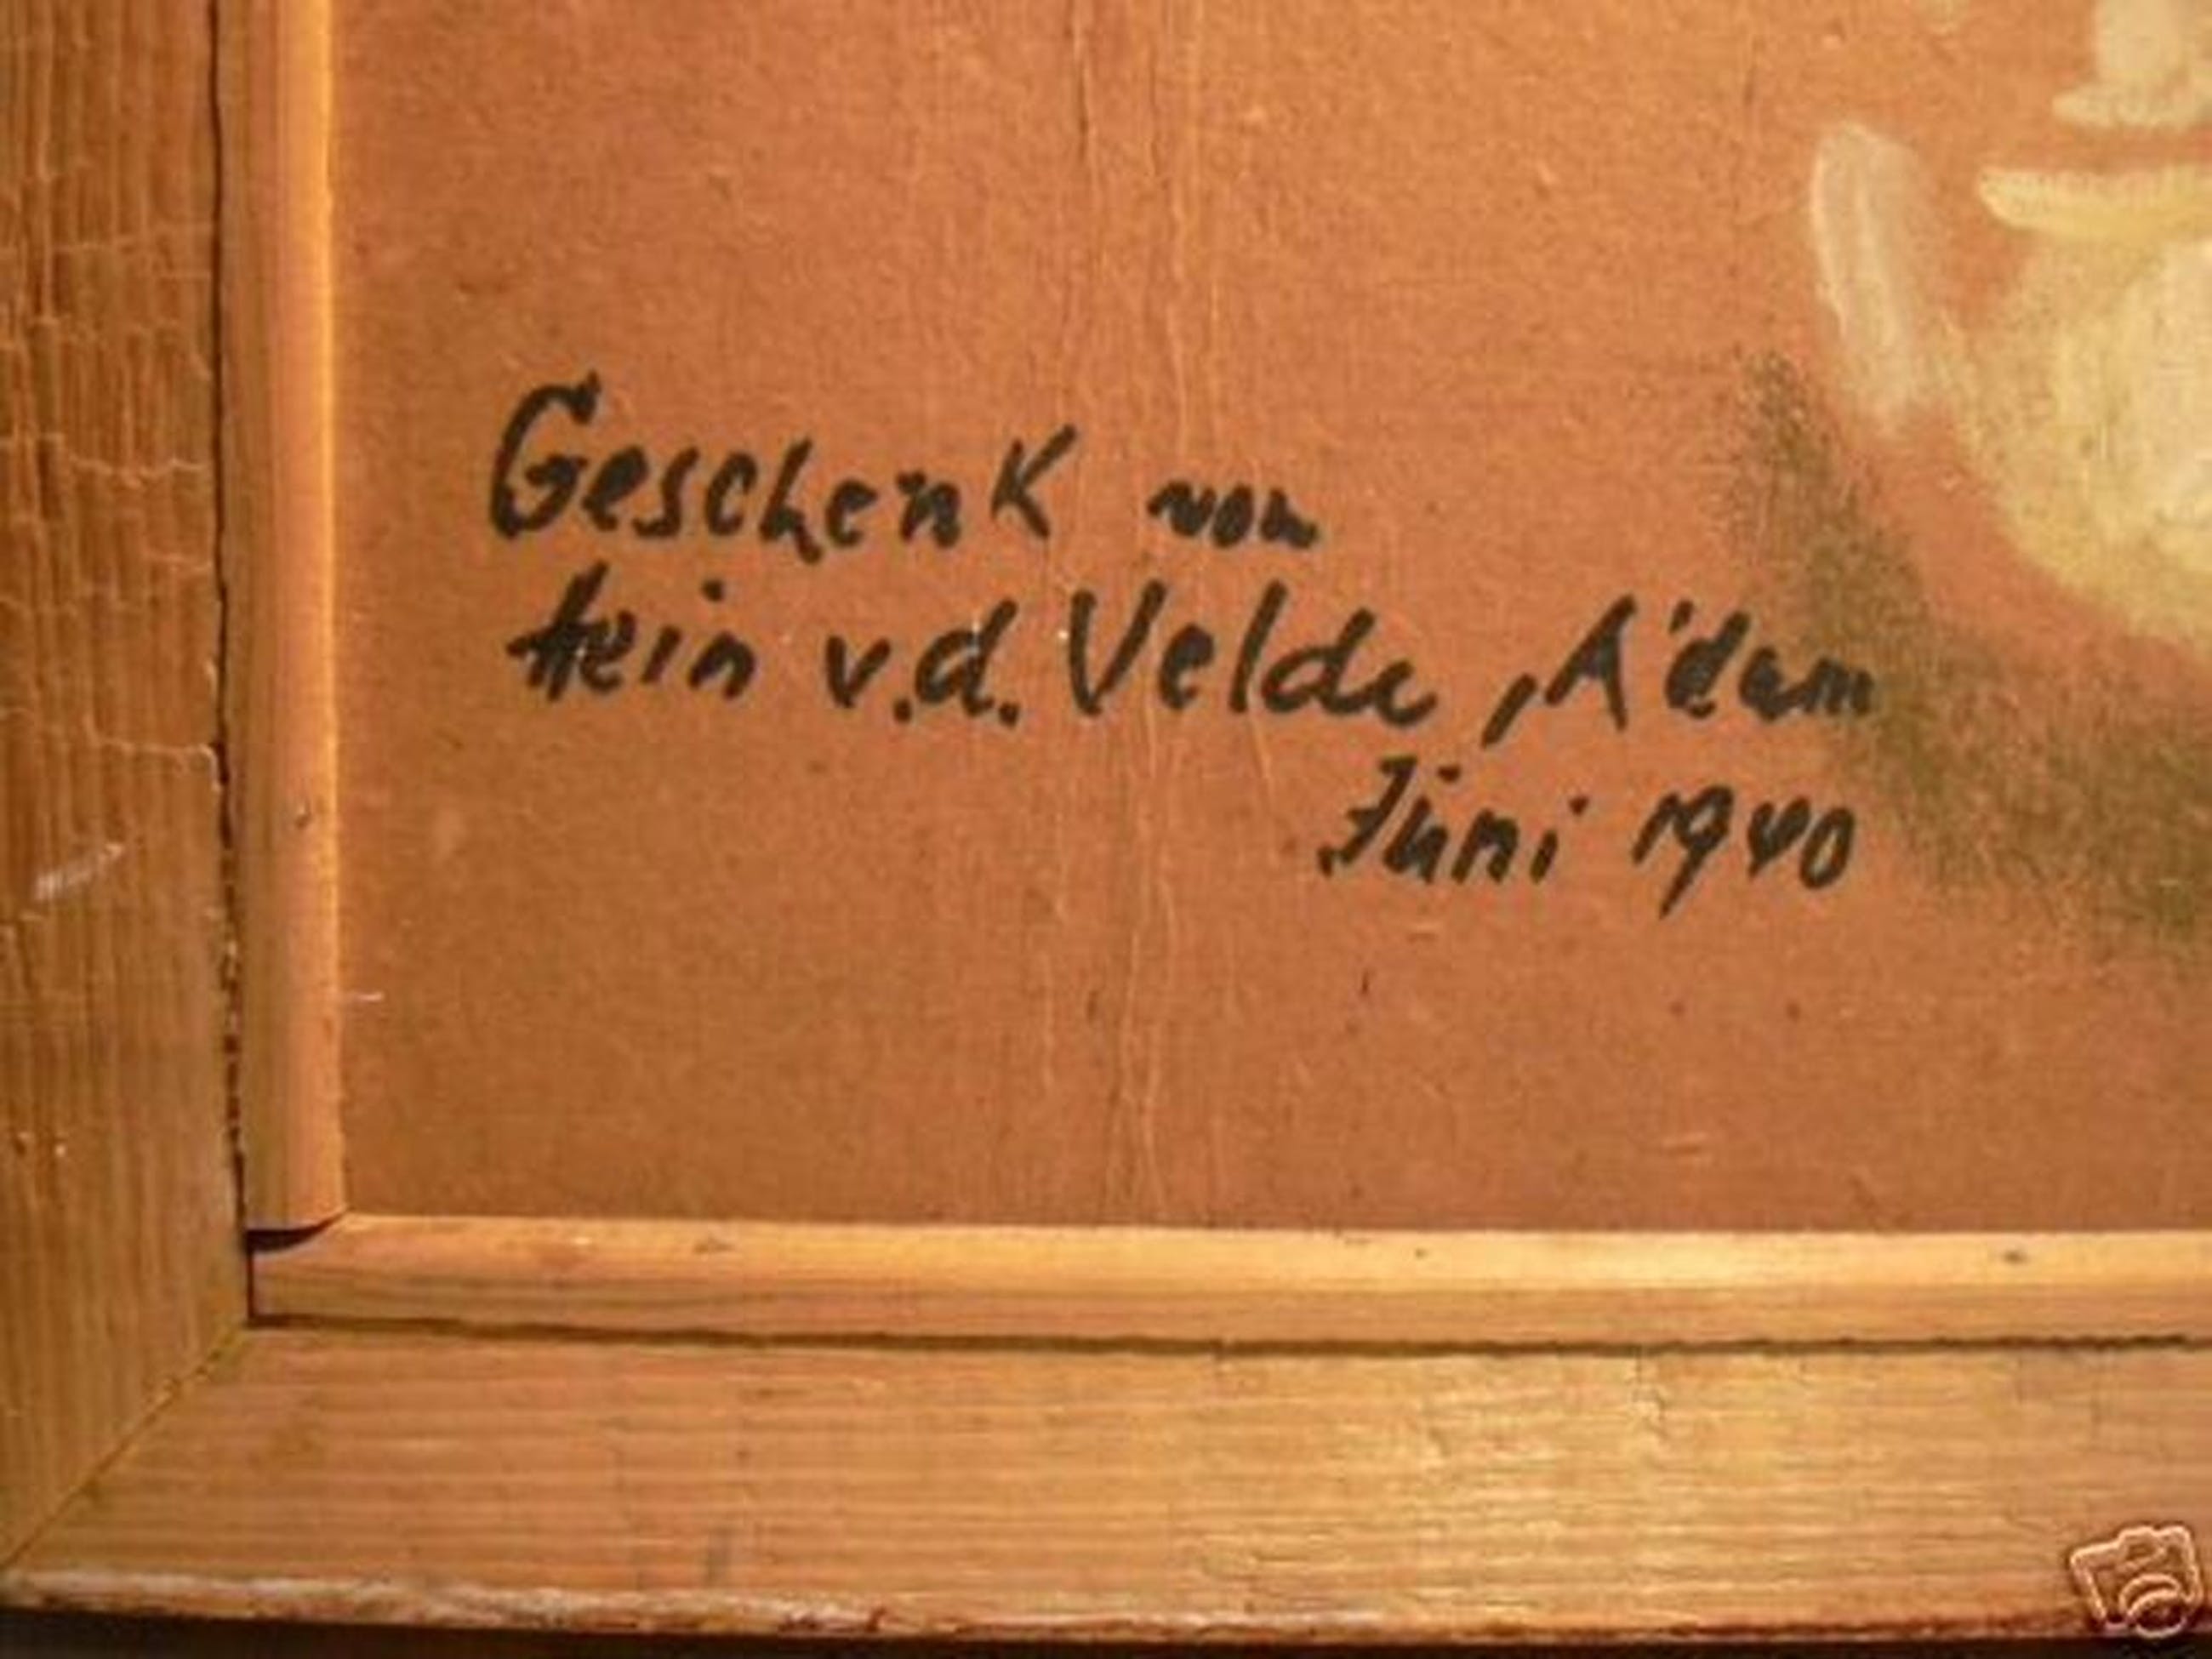 Geschenk von
Hein v.d. Velde, A'dam
Juni 1940